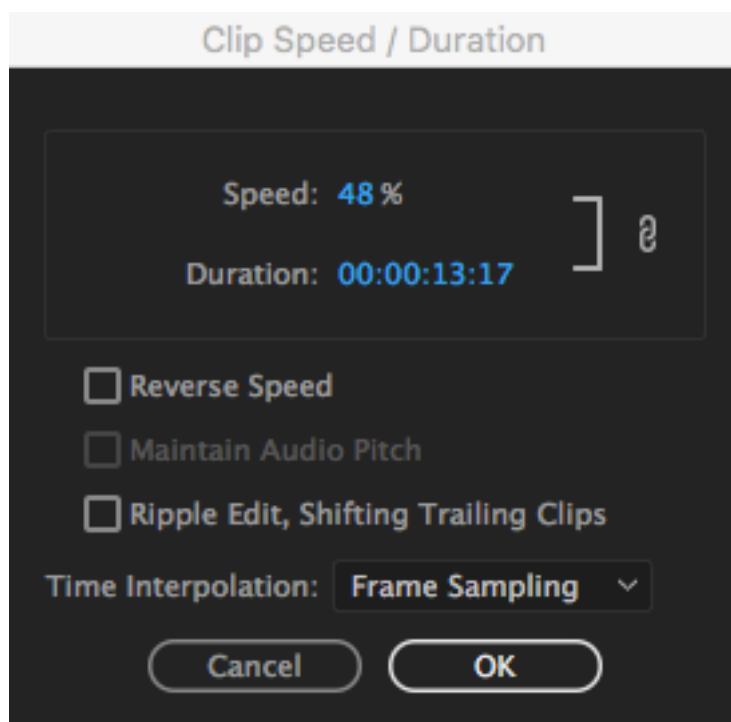 Clip Speed / Duration
Speed: 48 %
Duration: 00:00:13:17
Reverse Speed
Maintain Audio Pitch
Ripple Edit, Shifting Trailing Clips
Time Interpolation: Frame Sampling
Cancel OK